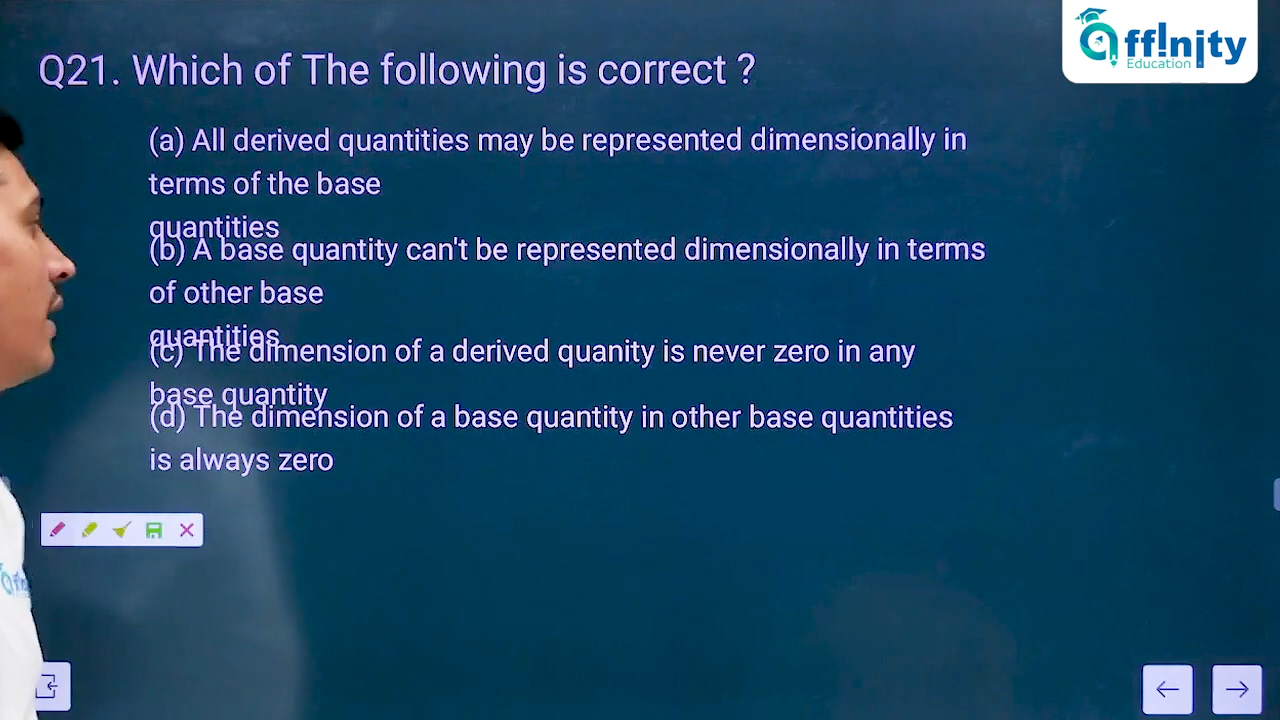 affinity
Education
Q21. Which of The following is correct ?
(a) All derived quantities may be represented dimensionally in
terms of the base
quantities
(b) A base quantity can't be represented dimensionally in terms
of other base
quantities
(c) The dimension of a derived quanity is never zero in any
base quantity
(d) The dimension of a base quantity in other base quantities
is always zero